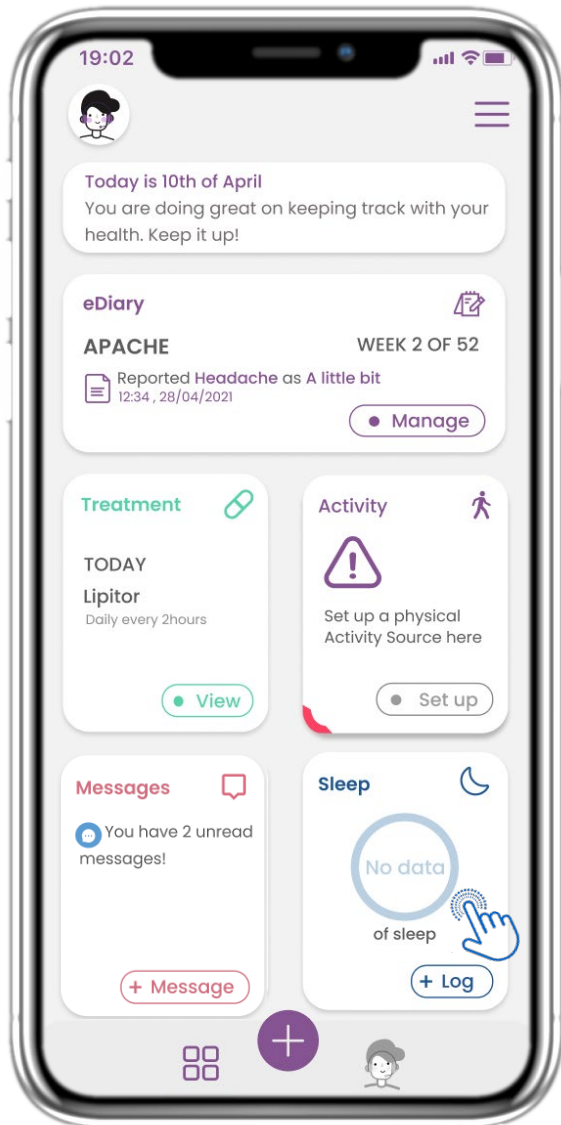 19:02
Today is 10th of April
You are doing great on keeping track with your
health. Keep it up!
eDiary
APACHE
WEEK 2 OF 52
Reported Headache as A little bit
12:34 , 28/04/2021
Manage
Treatment
TODAY
Lipitor
Daily every 2hours
View
Activity
Set up a physical
Activity Source here
Set up
Messages
You have 2 unread
messages!
+ Message
Sleep
No data
of sleep
+ Log